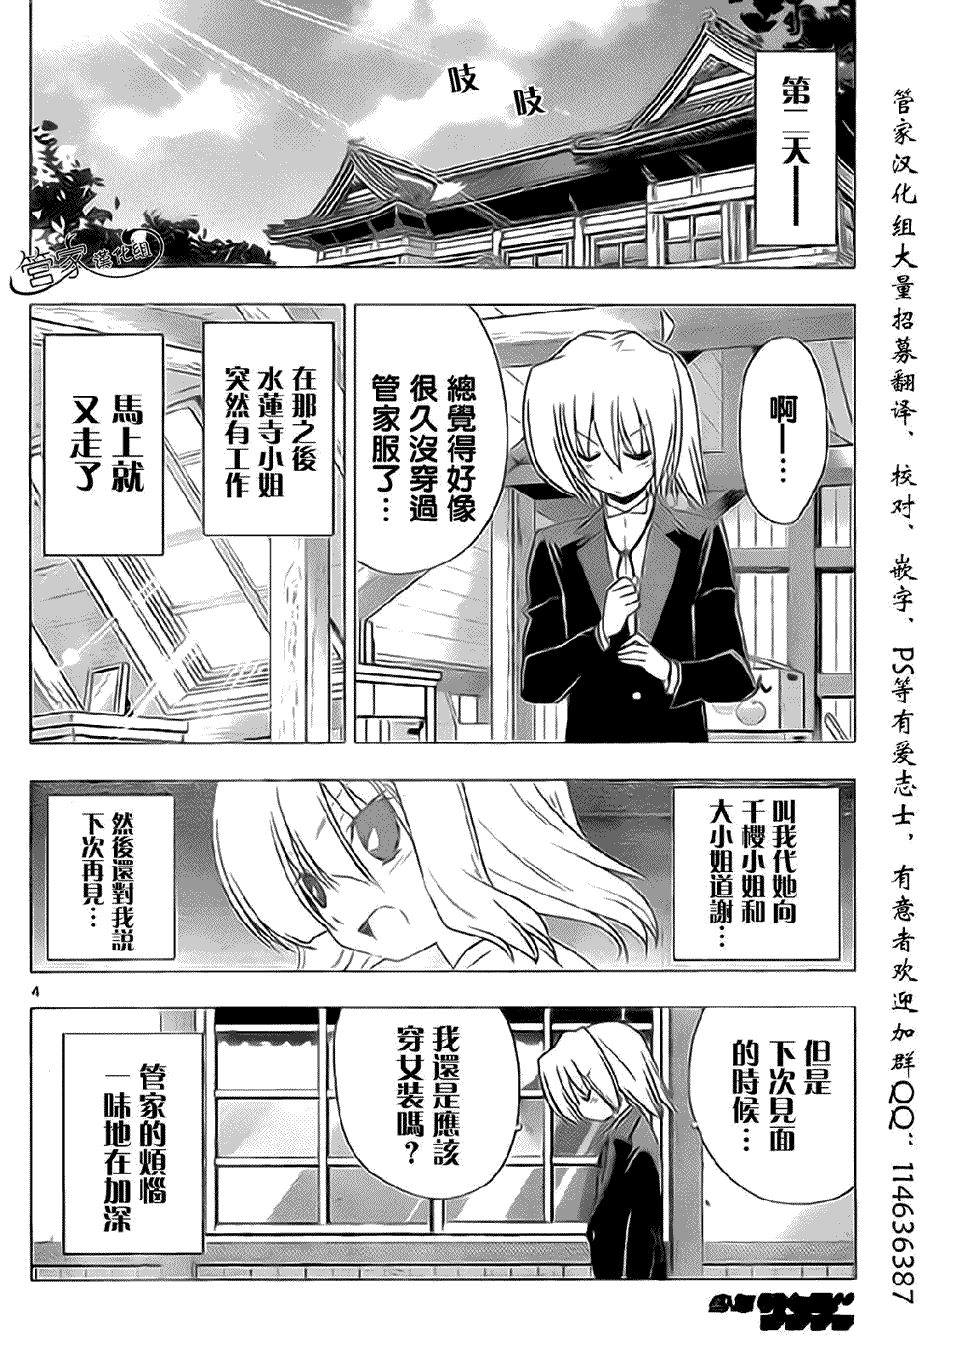 第二天——
吱
吱
啊—…
總覺得好像
很久沒穿過
管家服了…
在那之後
水蓮寺小姐
突然有工作
馬上就
又走了
叫我代她向
千櫻小姐和
大小姐道謝…
然後還對我說
下次再見…
4
但是
下次見面
的時候…
我還是應該
穿女裝嗎？
管家的煩惱
一味地在加深
管家漢化組
管家汉化组大量招募翻译、校对、嵌字、PS等有爱志士，有意者欢迎加群QQ：114636387